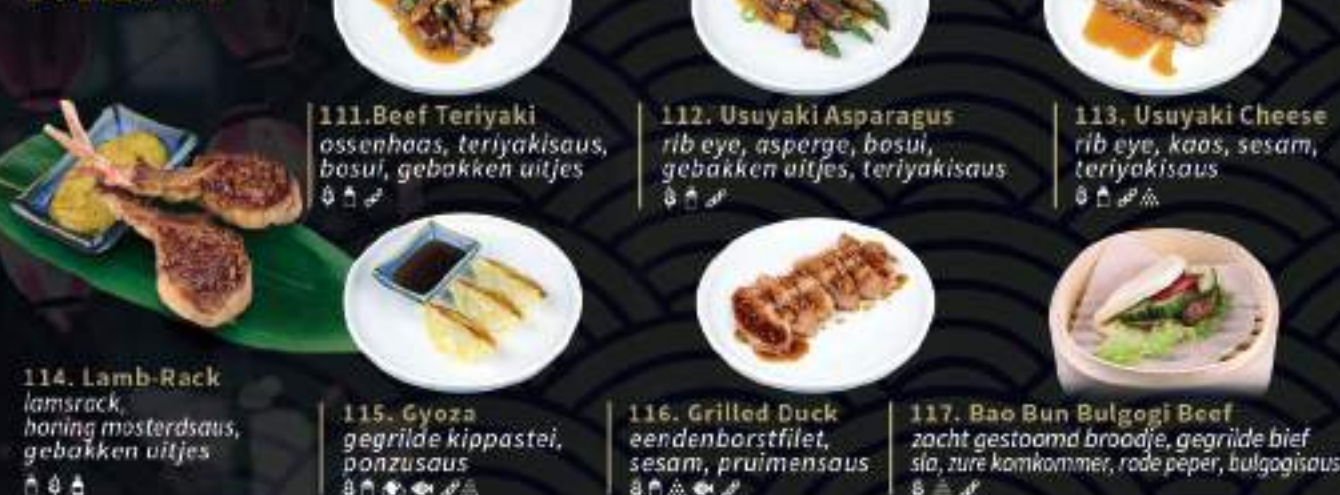 111.Beef Teriyaki
ossenhaas, teriyakisaus,
bosui, gebakken uitjes
112. Usuyaki Asparagus
rib eye, asperge, bosui,
gebakken uitjes, teriyakisaus
113. Usuyaki Cheese
rib eye, kaas, sesam,
teriyakisaus
114. Lamb-Rack
lamsrack,
honing mosterdsaus,
gebakken uitjes
115. Gyoza
gegrilde kippastei,
ponzusaus
116. Grilled Duck
eendenborstfilet,
sesam, pruimensaus
117. Bao Bun Bulgogi Beef
zacht gestoomd broodje, gegrilde bief
sla, zure komkommer, rode peper, bulgogisaus